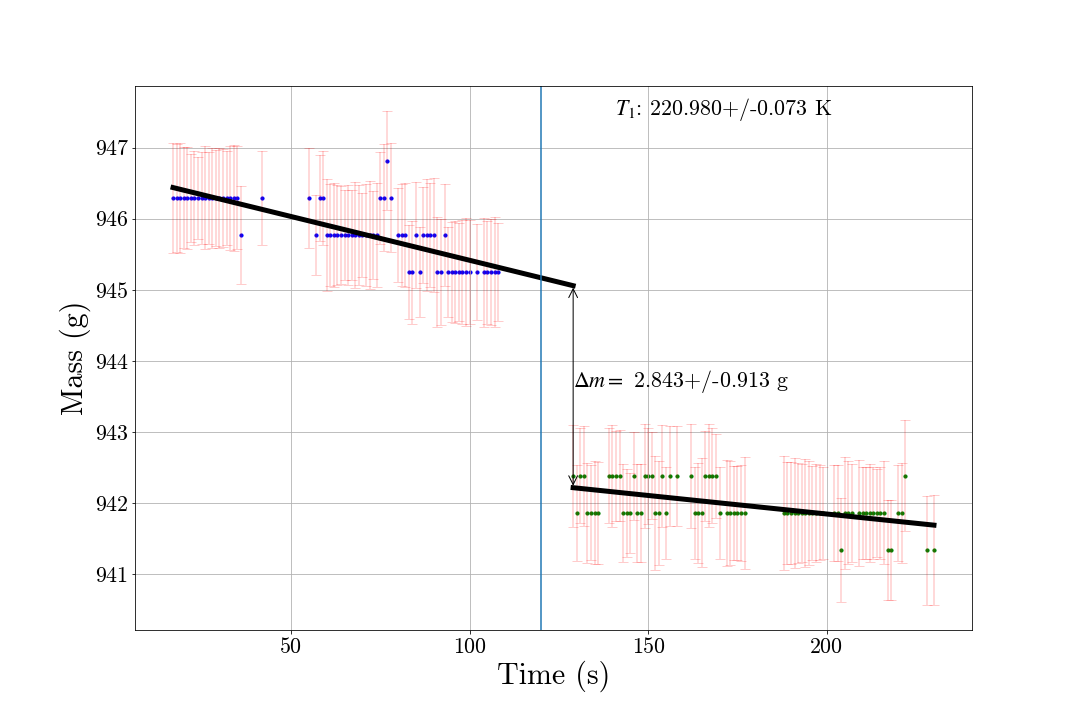 T₁: 220.980+/-0.073 K
947
946
945
944
943
942
941
Mass (g)
Δm = 2.843+/-0.913 g
50
100
150
200
Time (s)